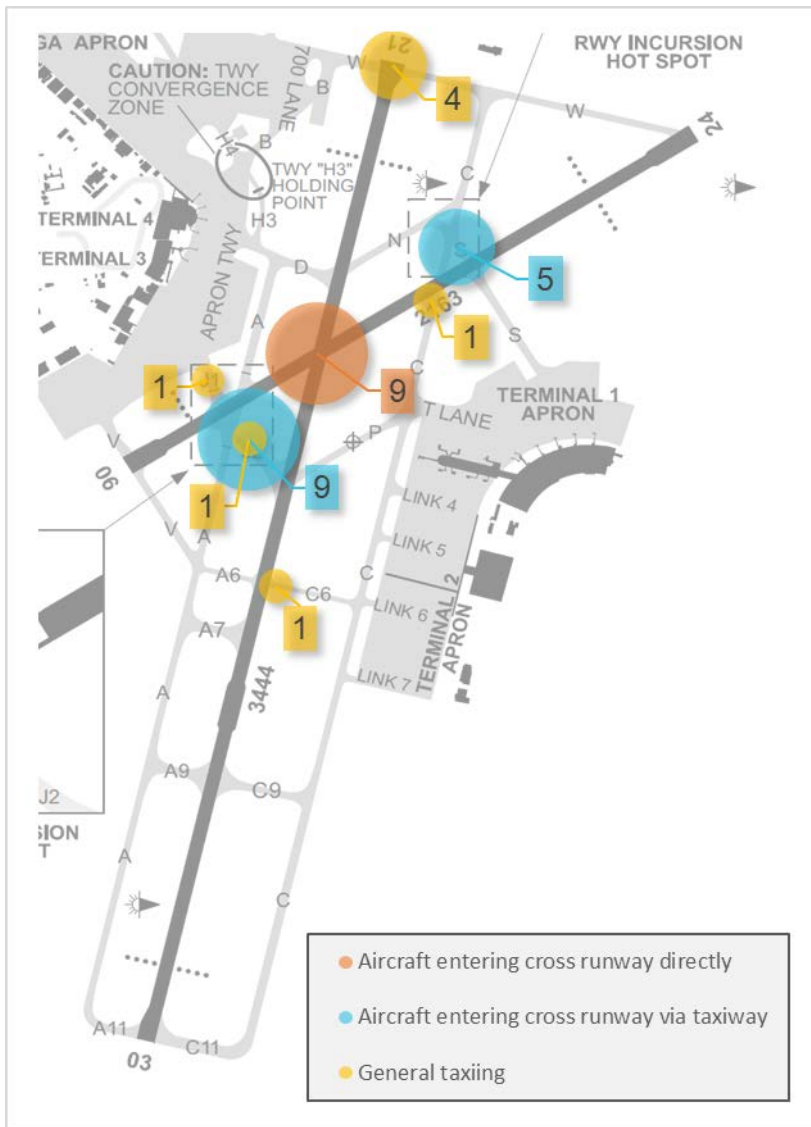 GA APRON
21
RWY INCURSION
HOT SPOT
CAUTION: TWY
CONVERGENCE
ZONE
700 LANE
W
B
4
W
24
B
H4
TWY "H3"
HOLDING
POINT
C
TERMINAL 4
H3
N
S
TERMINAL 3
D
5
APRON TWY
A
2163
1
S
C
J1
1
9
TERMINAL 1
APRON
T LANE
V
P
06
9
LINK 4
1
V
A
LINK 5
A6
C6
C
LINK 6
A7
1
TERMINAL 2
APRON
LINK 7
3444
A
A9
C9
J2
SION
T
A
C
A11
C11
03
Aircraft entering cross runway directly
Aircraft entering cross runway via taxiway
General taxiing